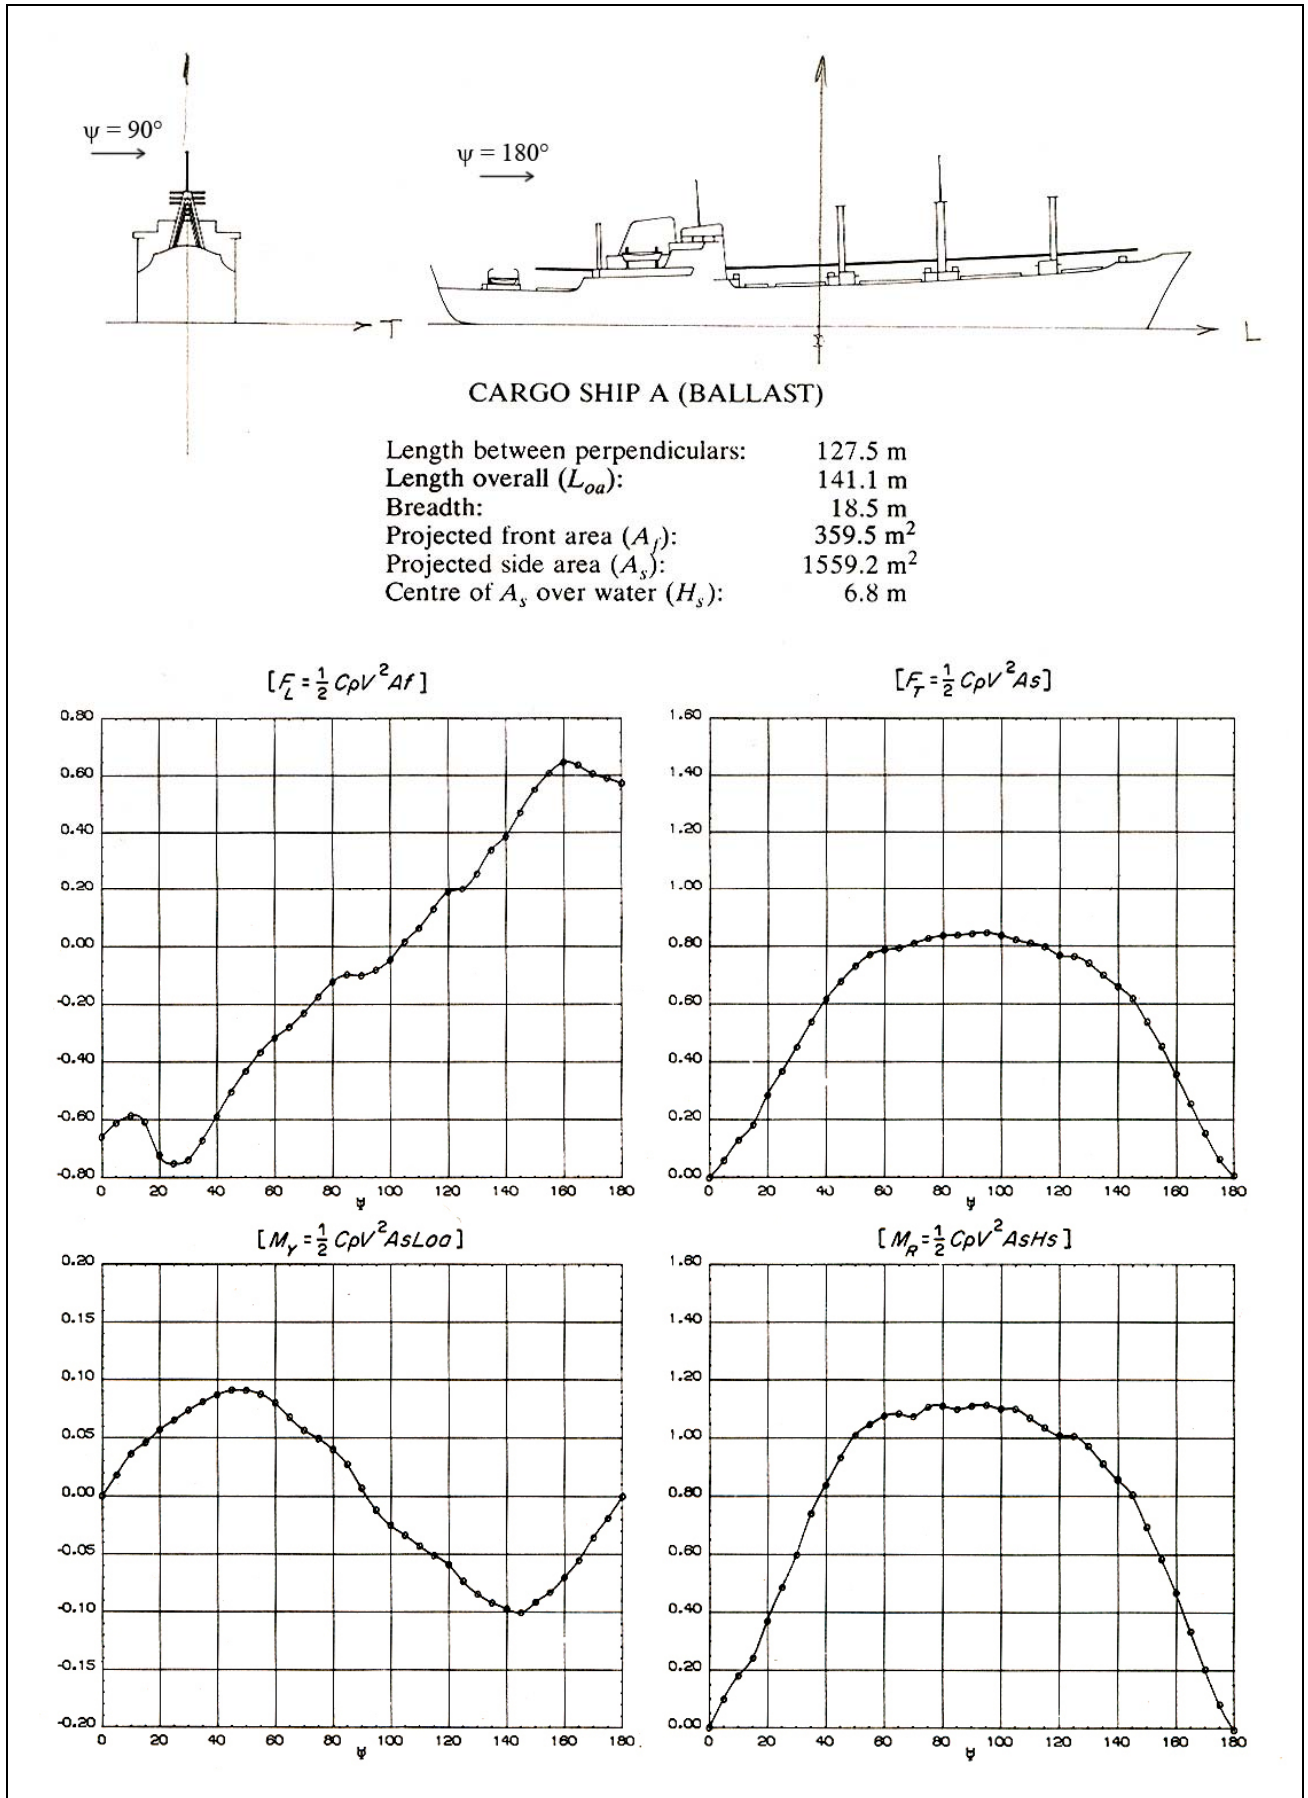 ψ = 90°
ψ = 180°
T
L
CARGO SHIP A (BALLAST)
Length between perpendiculars: 127.5 m
Length overall (Loa): 141.1 m
Breadth: 18.5 m
Projected front area (Af): 359.5 m²
Projected side area (As): 1559.2 m²
Centre of As over water (Hs): 6.8 m
[F_L = ½ CρV²Af]
0.80
0.60
0.40
0.20
0.00
-0.20
-0.40
-0.60
-0.80
0 20 40 60 80 100 120 140 160 180
ψ
[F_T = ½ CρV²As]
1.60
1.40
1.20
1.00
0.80
0.60
0.40
0.20
0.00
0 20 40 60 80 100 120 140 160 180
ψ
[M_Y = ½ CρV²AsLoa]
0.20
0.15
0.10
0.05
0.00
-0.05
-0.10
-0.15
-0.20
0 20 40 60 80 100 120 140 160 180
ψ
[M_R = ½ CρV²AsHs]
1.60
1.40
1.20
1.00
0.80
0.60
0.40
0.20
0.00
0 20 40 60 80 100 120 140 160 180
ψ